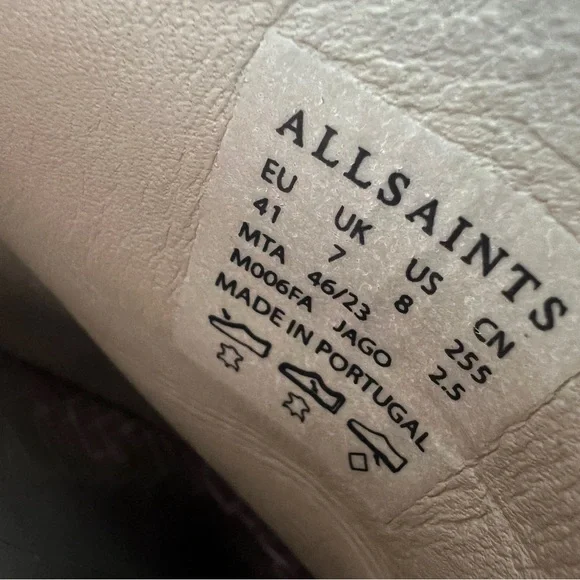 ALLSAINTS
EU UK US CN
41 7 8 255
MTA 46/23 2.5
M006FA JAGO
MADE IN PORTUGAL